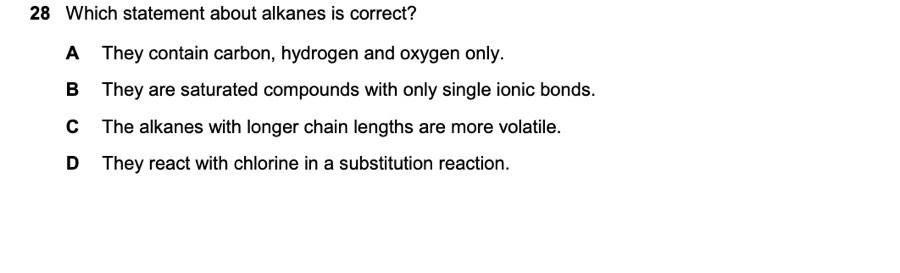 28 Which statement about alkanes is correct?
A They contain carbon, hydrogen and oxygen only.
B They are saturated compounds with only single ionic bonds.
C The alkanes with longer chain lengths are more volatile.
D They react with chlorine in a substitution reaction.